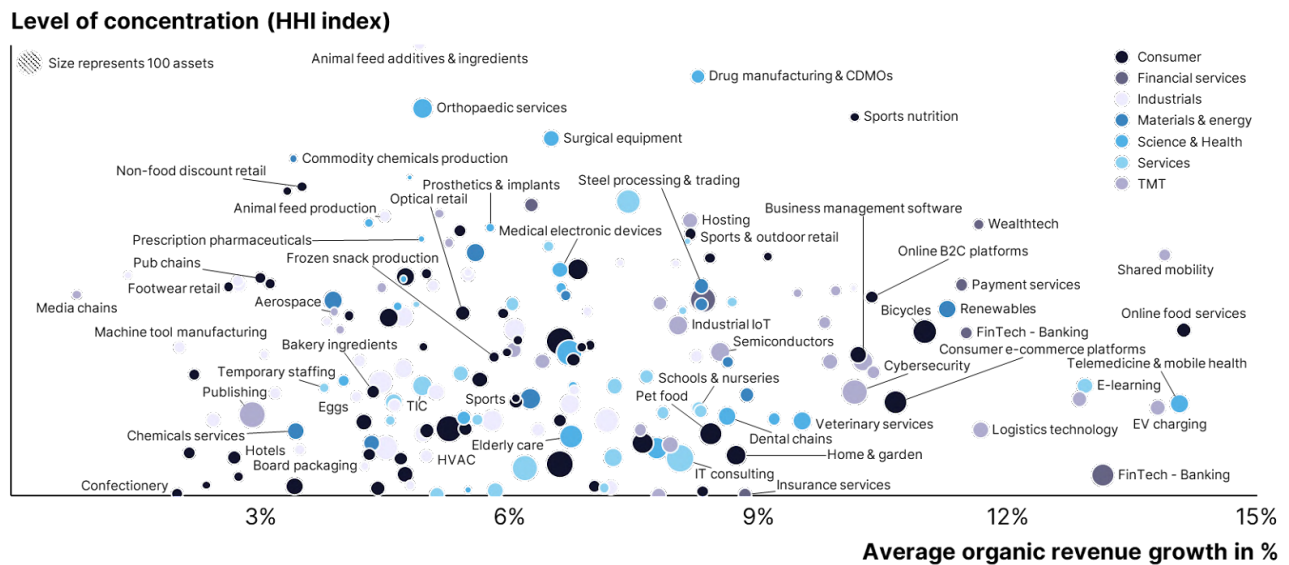 Level of concentration (HHI index)
Size represents 100 assets
Animal feed additives & ingredients
Consumer
Financial services
Industrials
Materials & energy
Science & Health
Services
TMT
Drug manufacturing & CDMOs
Orthopaedic services
Sports nutrition
Surgical equipment
Commodity chemicals production
Non-food discount retail
Prosthetics & implants
Steel processing & trading
Optical retail
Animal feed production
Business management software
Hosting
Wealthtech
Medical electronic devices
Sports & outdoor retail
Prescription pharmaceuticals
Online B2C platforms
Frozen snack production
Pub chains
Shared mobility
Footwear retail
Payment services
Aerospace
Media chains
Bicycles
Renewables
Online food services
Industrial IoT
Machine tool manufacturing
FinTech - Banking
Semiconductors
Bakery ingredients
Consumer e-commerce platforms
Cybersecurity
Telemedicine & mobile health
Temporary staffing
Schools & nurseries
E-learning
Publishing
Pet food
Sports
Eggs
TIC
Veterinary services
EV charging
Logistics technology
Chemicals services
Dental chains
Elderly care
Hotels
Home & garden
HVAC
Board packaging
IT consulting
FinTech - Banking
Confectionery
Insurance services
3%
6%
9%
12%
15%
Average organic revenue growth in %